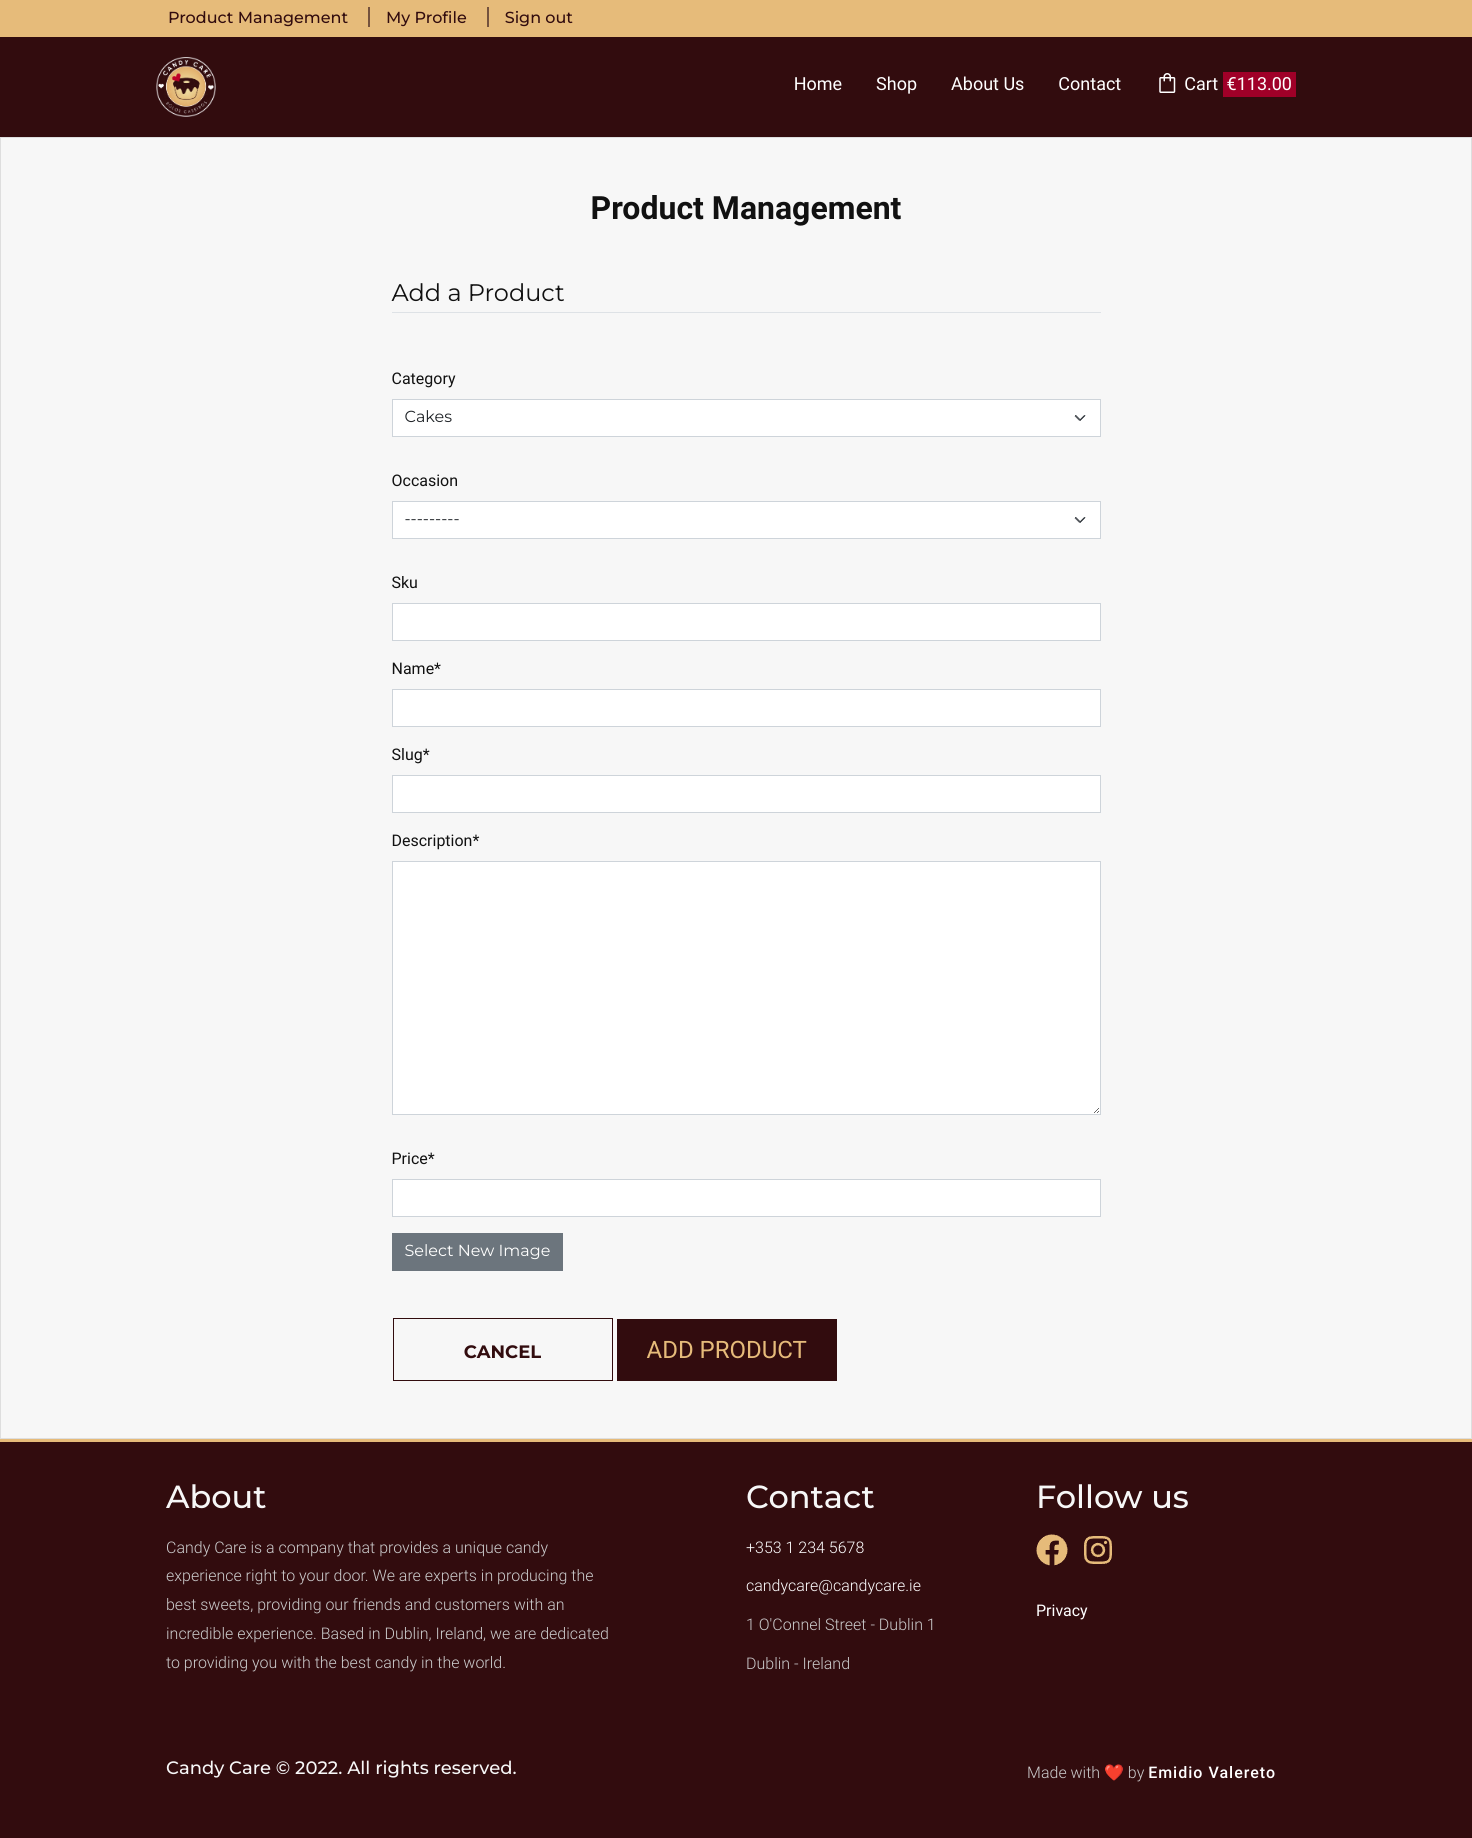 Product Management | My Profile | Sign out
CANDY CARE
Home Shop About Us Contact Cart €113.00
Product Management
Add a Product
Category
Cakes
Occasion
---------
Sku
Name*
Slug*
Description*
Price*
Select New Image
CANCEL ADD PRODUCT
About
Candy Care is a company that provides a unique candy
experience right to your door. We are experts in producing the
best sweets, providing our friends and customers with an
incredible experience. Based in Dublin, Ireland, we are dedicated
to providing you with the best candy in the world.
Contact
+353 1 234 5678
candycare@candycare.ie
1 O'Connel Street - Dublin 1
Dublin - Ireland
Follow us
Privacy
Candy Care © 2022. All rights reserved.
Made with ❤️ by Emidio Valereto